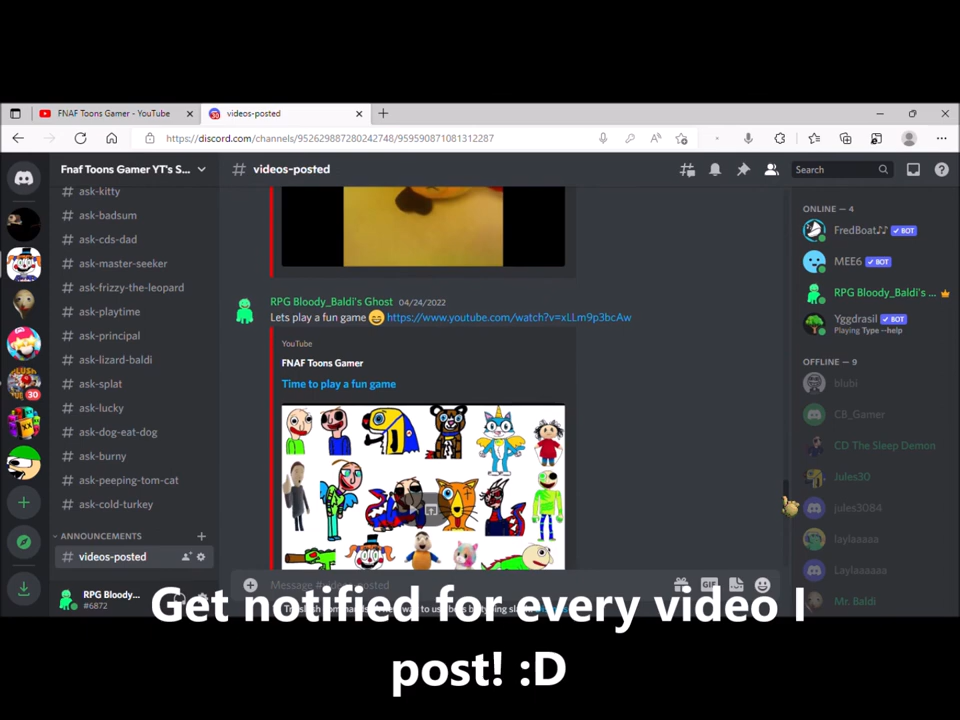 FNAF Toons Gamer - YouTube
videos-posted
https://discord.com/channels/952629887280242748/959590871081312287
Fnaf Toons Gamer YT's S...
# videos-posted
Search
# ask-kitty
# ask-badsum
# ask-cds-dad
# ask-master-seeker
# ask-frizzy-the-leopard
# ask-playtime
# ask-principal
# ask-lizard-baldi
# ask-splat
# ask-lucky
# ask-dog-eat-dog
# ask-burny
# ask-peeping-tom-cat
# ask-cold-turkey
ANNOUNCEMENTS
# videos-posted
RPG Bloody...
#6872
30
RPG Bloody_Baldi's Ghost 04/24/2022
Lets play a fun game 😄 https://www.youtube.com/watch?v=xLLm9p3bcAw
YouTube
FNAF Toons Gamer
Time to play a fun game
Message #videos-posted
GIF
ONLINE — 4
FredBoat♪♪ BOT
MEE6 BOT
RPG Bloody_Baldi's ...
Yggdrasil BOT
Playing Type --help
OFFLINE — 9
blubi
CB_Gamer
CD The Sleep Demon
Jules30
jules3084
laylaaaaa
Laylaaaaaa
Mr. Baldi
Get notified for every video I
post! :D